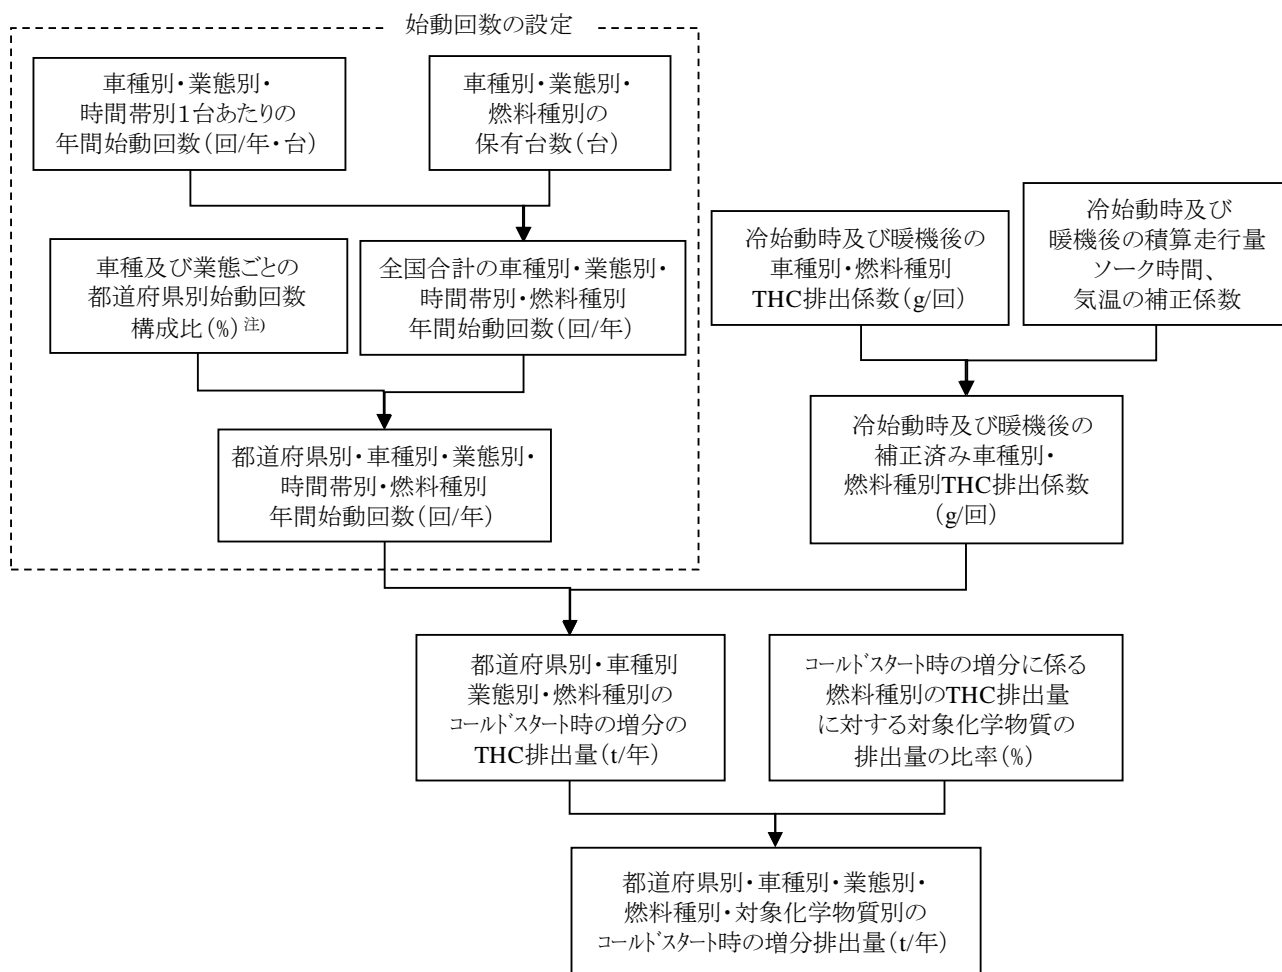 始動回数の設定
車種別・業態別・
時間帯別１台あたりの
年間始動回数(回/年・台)
車種別・業態別・
燃料種別の
保有台数(台)
車種及び業態ごとの
都道府県別始動回数
構成比(%)注)
全国合計の車種別・業態別・
時間帯別・燃料種別
年間始動回数(回/年)
冷始動時及び暖機後の
車種別・燃料種別
THC排出係数(g/回)
冷始動時及び
暖機後の積算走行量
ソーク時間、
気温の補正係数
都道府県別・車種別・業態別・
時間帯別・燃料種別
年間始動回数(回/年)
冷始動時及び暖機後の
補正済み車種別・
燃料種別THC排出係数
(g/回)
都道府県別・車種別
業態別・燃料種別の
ｺｰﾙﾄﾞｽﾀｰﾄ時の増分の
THC排出量(t/年)
ｺｰﾙﾄﾞｽﾀｰﾄ時の増分に係る
燃料種別のTHC排出量
に対する対象化学物質の
排出量の比率(%)
都道府県別・車種別・業態別・
燃料種別・対象化学物質別の
ｺｰﾙﾄﾞｽﾀｰﾄ時の増分排出量(t/年)